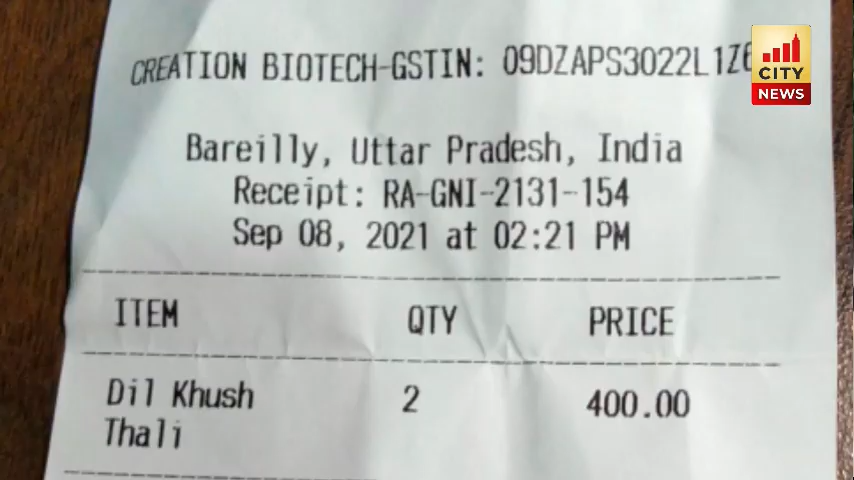 CREATION BIOTECH-GSTIN: 09DZAPS3022L1Z6
CITY
NEWS
Bareilly, Uttar Pradesh, India
Receipt: RA-GNI-2131-154
Sep 08, 2021 at 02:21 PM
ITEM QTY PRICE
Dil Khush 2 400.00
Thali